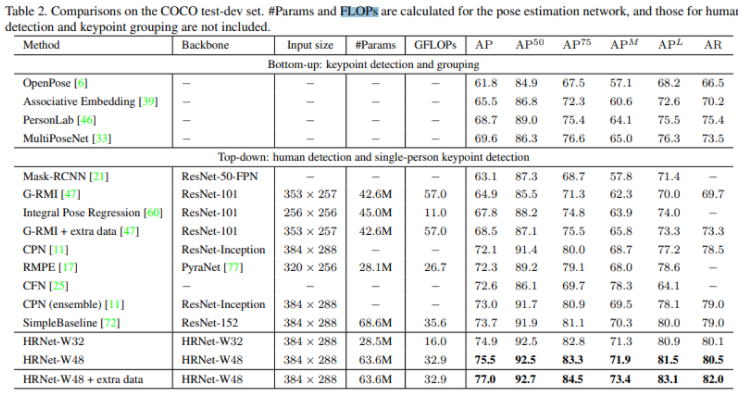 Table 2. Comparisons on the COCO test-dev set. #Params and FLOPs are calculated for the pose estimation network, and those for human
detection and keypoint grouping are not included.
Method Backbone Input size #Params GFLOPs AP AP50 AP75 APM APL AR
Bottom-up: keypoint detection and grouping
OpenPose [6] − − − − 61.8 84.9 67.5 57.1 68.2 66.5
Associative Embedding [39] − − − − 65.5 86.8 72.3 60.6 72.6 70.2
PersonLab [46] − − − − 68.7 89.0 75.4 64.1 75.5 75.4
MultiPoseNet [33] − − − − 69.6 86.3 76.6 65.0 76.3 73.5
Top-down: human detection and single-person keypoint detection
Mask-RCNN [21] ResNet-50-FPN − − − 63.1 87.3 68.7 57.8 71.4 −
G-RMI [47] ResNet-101 353 × 257 42.6M 57.0 64.9 85.5 71.3 62.3 70.0 69.7
Integral Pose Regression [60] ResNet-101 256 × 256 45.0M 11.0 67.8 88.2 74.8 63.9 74.0 −
G-RMI + extra data [47] ResNet-101 353 × 257 42.6M 57.0 68.5 87.1 75.5 65.8 73.3 73.3
CPN [11] ResNet-Inception 384 × 288 − − 72.1 91.4 80.0 68.7 77.2 78.5
RMPE [17] PyraNet [77] 320 × 256 28.1M 26.7 72.3 89.2 79.1 68.0 78.6 −
CFN [25] − − − − 72.6 86.1 69.7 78.3 64.1 −
CPN (ensemble) [11] ResNet-Inception 384 × 288 − − 73.0 91.7 80.9 69.5 78.1 79.0
SimpleBaseline [72] ResNet-152 384 × 288 68.6M 35.6 73.7 91.9 81.1 70.3 80.0 79.0
HRNet-W32 HRNet-W32 384 × 288 28.5M 16.0 74.9 92.5 82.8 71.3 80.9 80.1
HRNet-W48 HRNet-W48 384 × 288 63.6M 32.9 75.5 92.5 83.3 71.9 81.5 80.5
HRNet-W48 + extra data HRNet-W48 384 × 288 63.6M 32.9 77.0 92.7 84.5 73.4 83.1 82.0